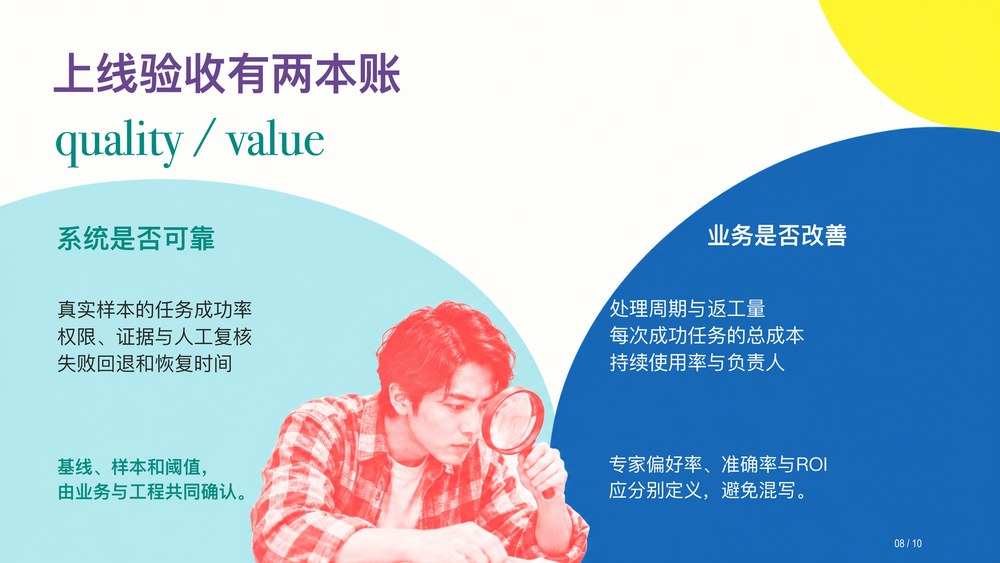 上线验收有两本账
quality / value
系统是否可靠
真实样本的任务成功率
权限、证据与人工复核
失败回退和恢复时间
基线、样本和阈值，
由业务与工程共同确认。
业务是否改善
处理周期与返工量
每次成功任务的总成本
持续使用率与负责人
专家偏好率、准确率与ROI
应分别定义，避免混写。
08 / 10